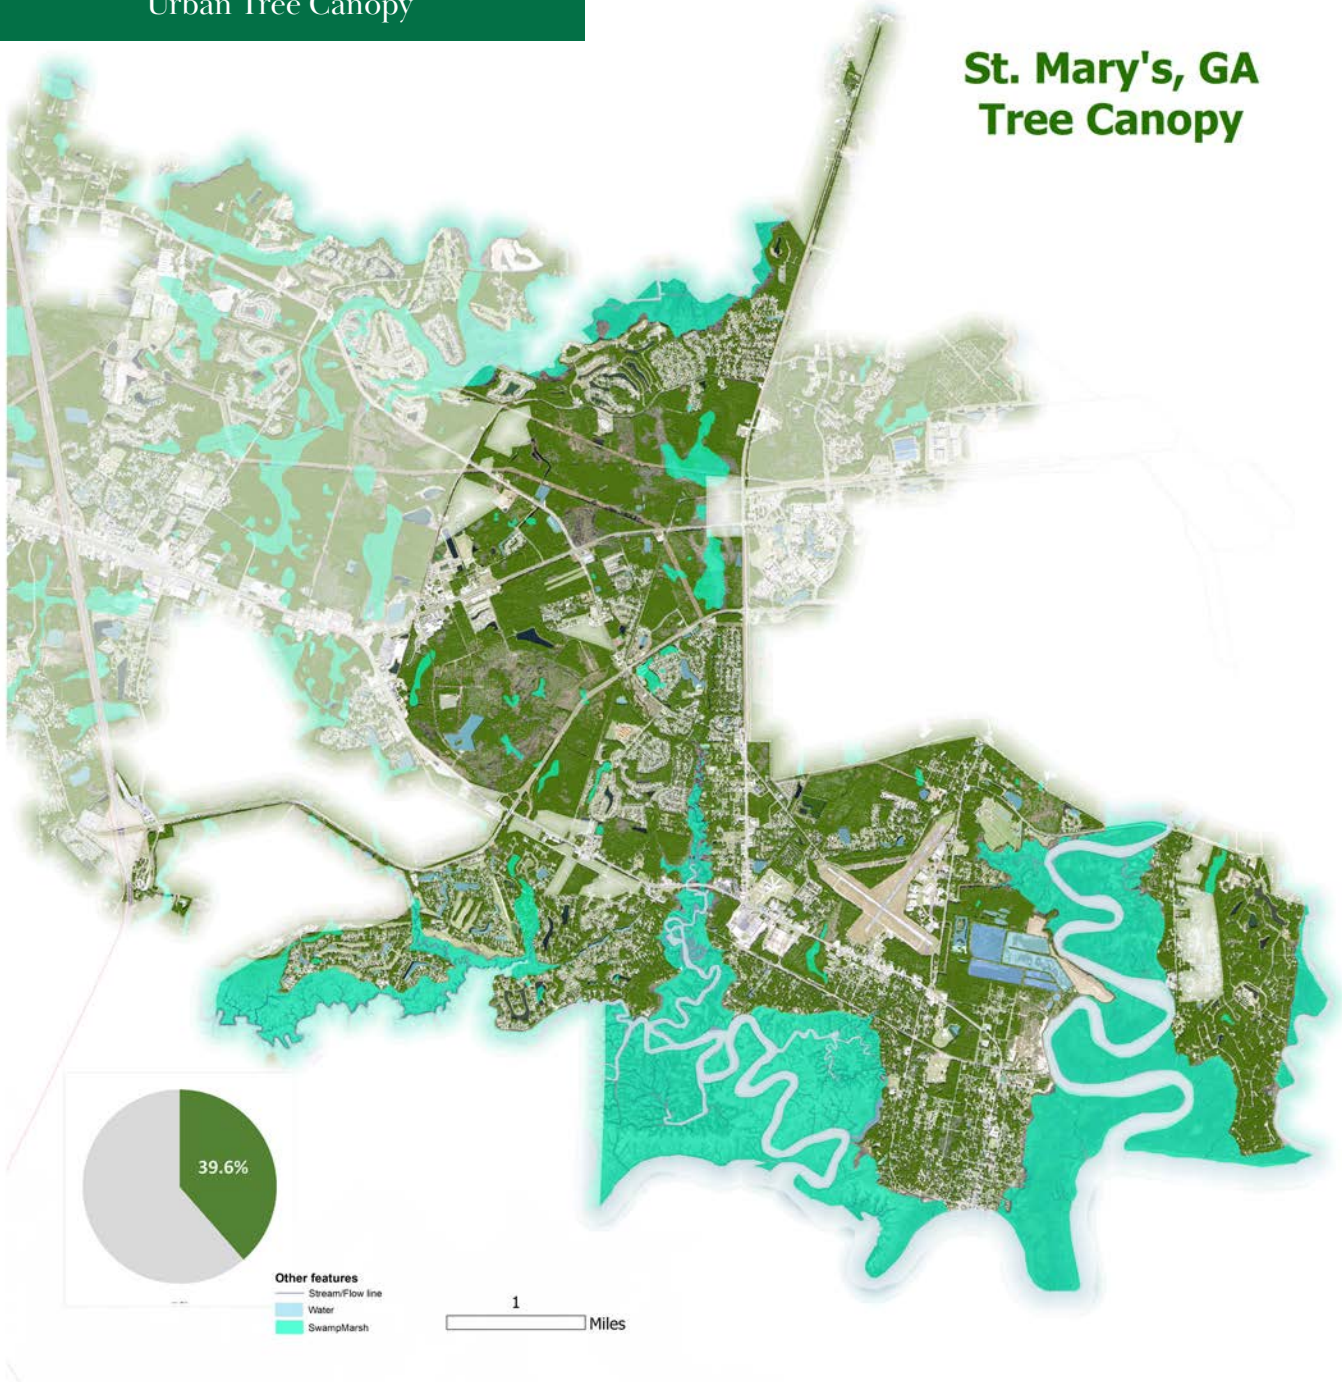 Urban Tree Canopy
St. Mary's, GA
Tree Canopy
39.6%
Other features
Stream/Flow line
Water
SwampMarsh
1
Miles